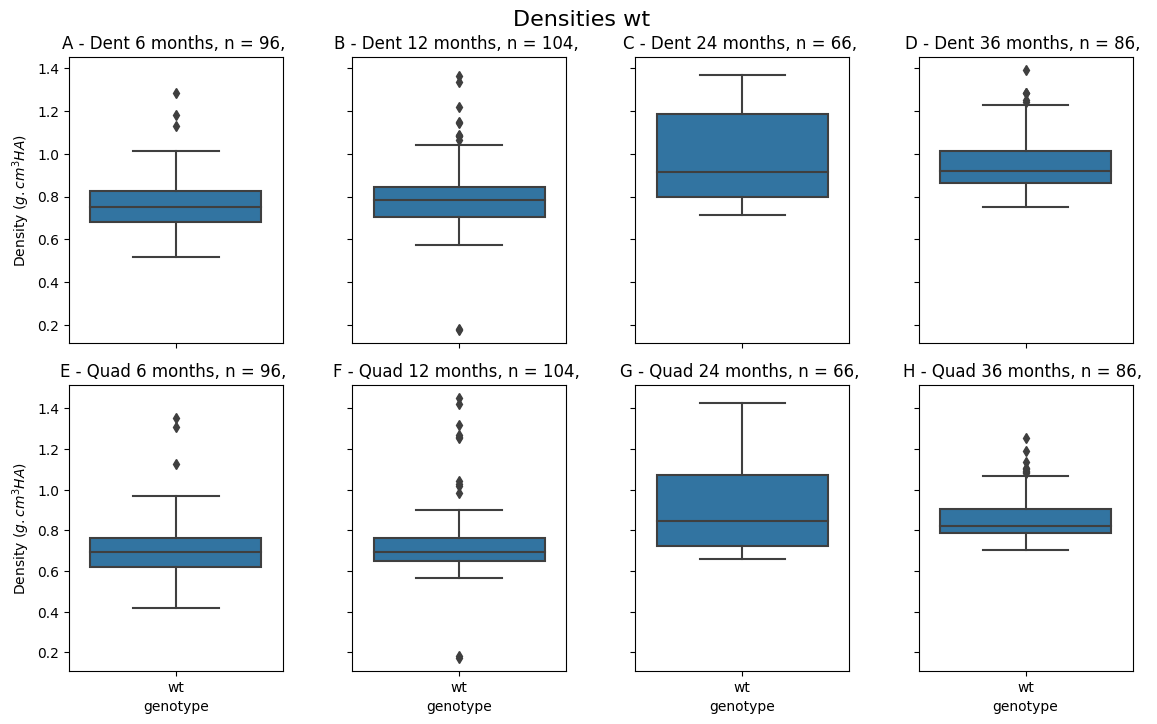 Densities wt
A - Dent 6 months, n = 96,
B - Dent 12 months, n = 104,
C - Dent 24 months, n = 66,
D - Dent 36 months, n = 86,
Density (g.cm³HA)
1.4
1.2
1.0
0.8
0.6
0.4
0.2
E - Quad 6 months, n = 96,
F - Quad 12 months, n = 104,
G - Quad 24 months, n = 66,
H - Quad 36 months, n = 86,
Density (g.cm³HA)
1.4
1.2
1.0
0.8
0.6
0.4
0.2
wt
genotype
wt
genotype
wt
genotype
wt
genotype